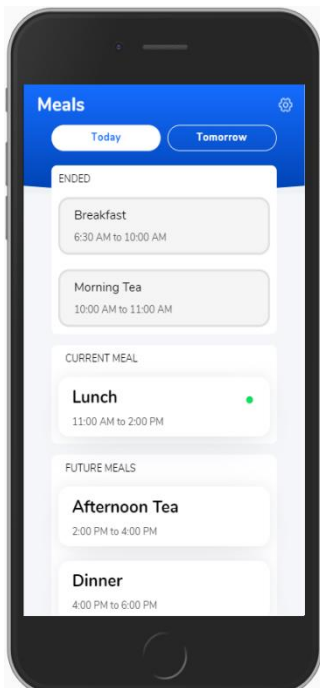 Meals
Today
Tomorrow
ENDED
Breakfast
6:30 AM to 10:00 AM
Morning Tea
10:00 AM to 11:00 AM
CURRENT MEAL
Lunch
11:00 AM to 2:00 PM
FUTURE MEALS
Afternoon Tea
2:00 PM to 4:00 PM
Dinner
4:00 PM to 6:00 PM